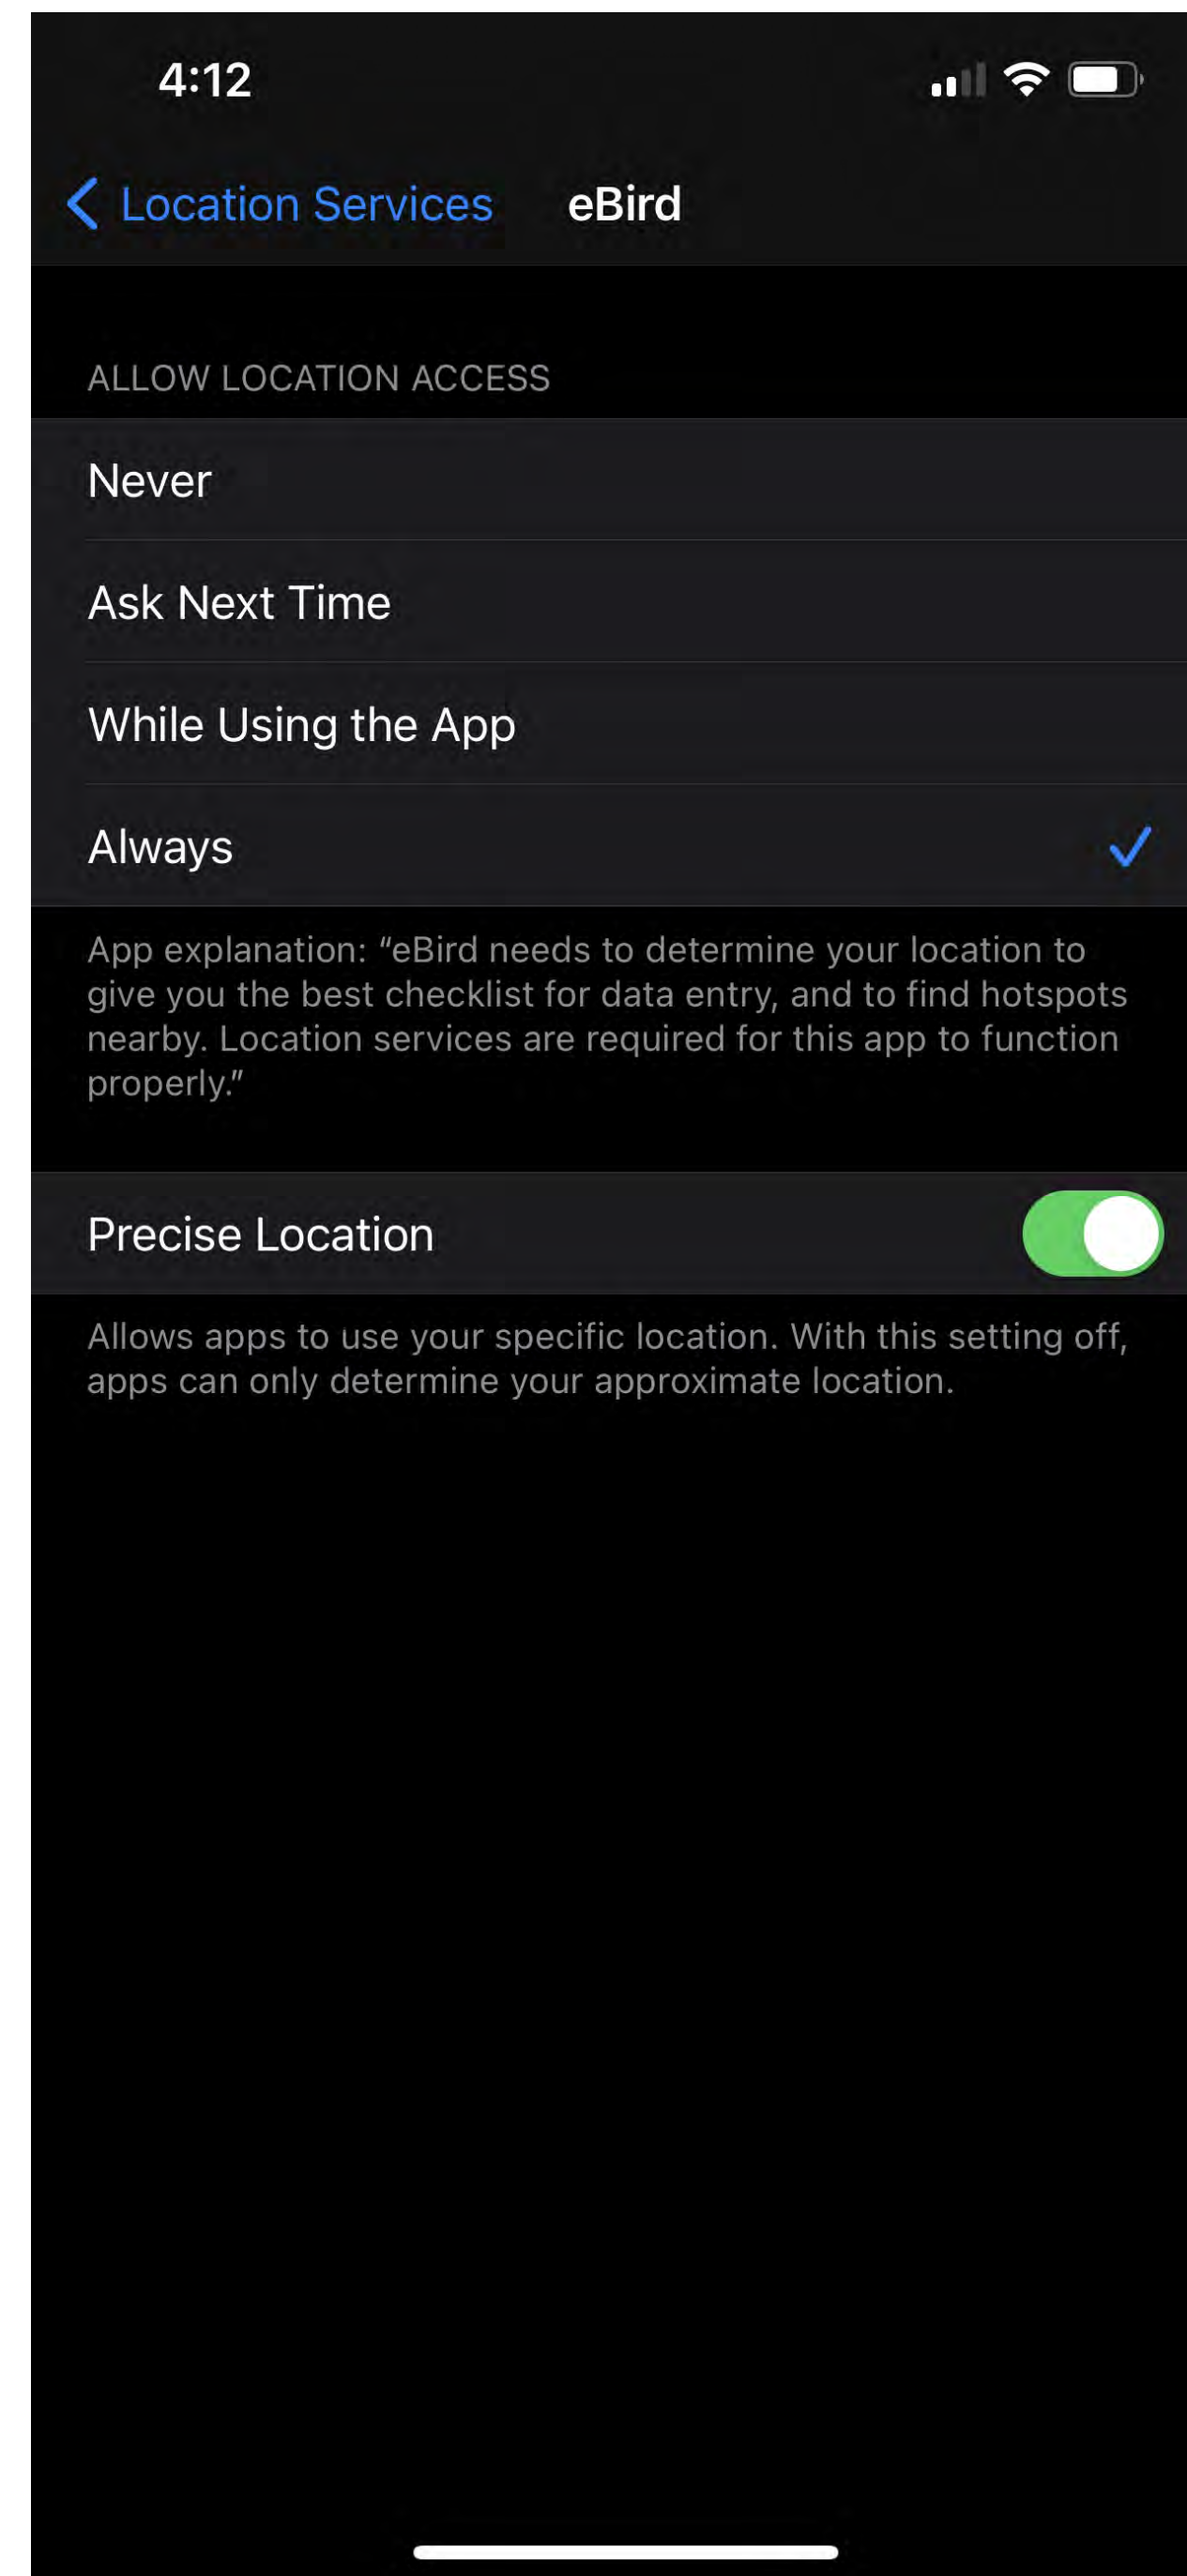 4:12
Location Services eBird
ALLOW LOCATION ACCESS
Never
Ask Next Time
While Using the App
Always
App explanation: “eBird needs to determine your location to
give you the best checklist for data entry, and to find hotspots
nearby. Location services are required for this app to function
properly.”
Precise Location
Allows apps to use your specific location. With this setting off,
apps can only determine your approximate location.